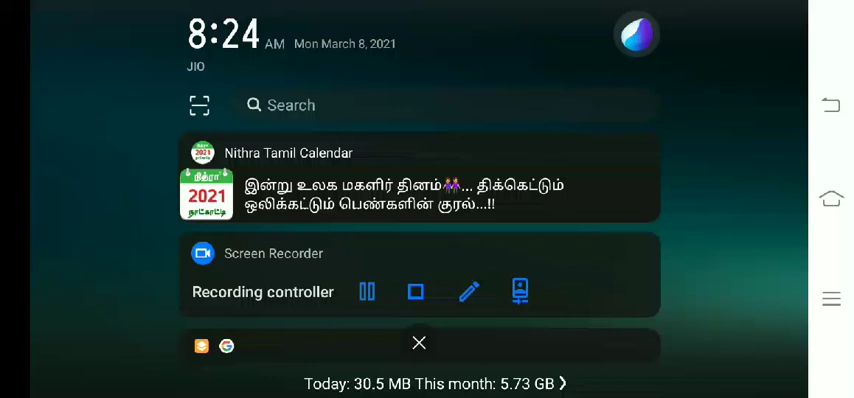 8:24 AM Mon March 8, 2021
JIO
Search
Nithra Tamil Calendar
நித்ரா
2021
நாட்காட்டி
இன்று உலக மகளிர் தினம்👭... திக்கெட்டும்
ஒலிக்கட்டும் பெண்களின் குரல்...!!
Screen Recorder
Recording controller
Today: 30.5 MB This month: 5.73 GB ❯